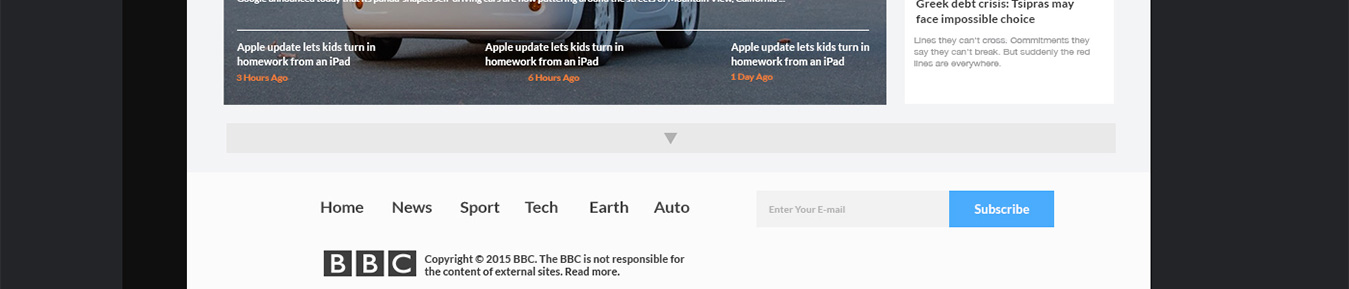 Google announced today that its panda-shaped self-driving cars are now puttering around the streets of Mountain View, California ...
Apple update lets kids turn in
homework from an iPad
3 Hours Ago
Apple update lets kids turn in
homework from an iPad
6 Hours Ago
Apple update lets kids turn in
homework from an iPad
1 Day Ago
Greek debt crisis: Tsipras may
face impossible choice
Lines they can't cross. Commitments they
say they can't break. But suddenly the red
lines are everywhere.
Home News Sport Tech Earth Auto
Enter Your E-mail
Subscribe
BBC
Copyright © 2015 BBC. The BBC is not responsible for
the content of external sites. Read more.